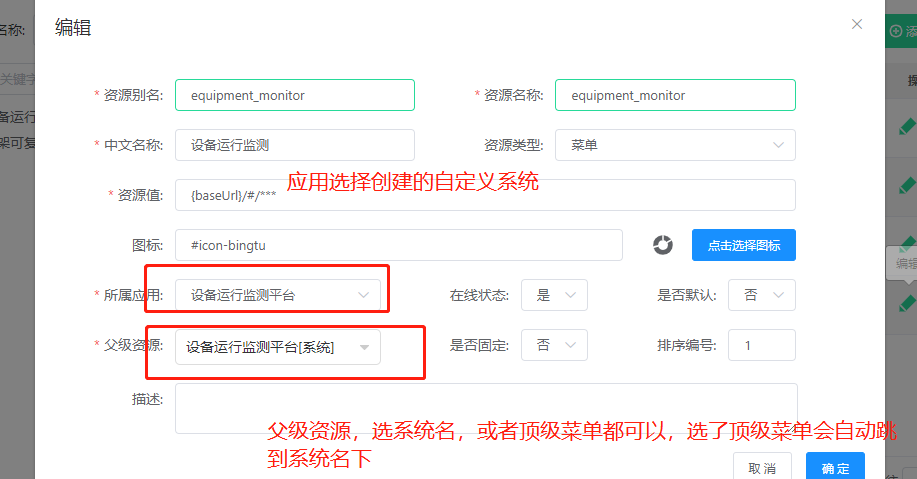 编辑
名称:
添
关键字
操
备运行
架可复
* 资源别名: equipment_monitor
* 资源名称: equipment_monitor
* 中文名称: 设备运行监测
资源类型: 菜单
应用选择创建的自定义系统
* 资源值: {baseUrl}/#/***
图标: #icon-bingtu
点击选择图标
编辑
* 所属应用: 设备运行监测平台
在线状态: 是
是否默认: 否
* 父级资源: 设备运行监测平台[系统]
是否固定: 否
排序编号: 1
描述:
父级资源，选系统名，或者顶级菜单都可以，选了顶级菜单会自动跳
到系统名下
取消
确定